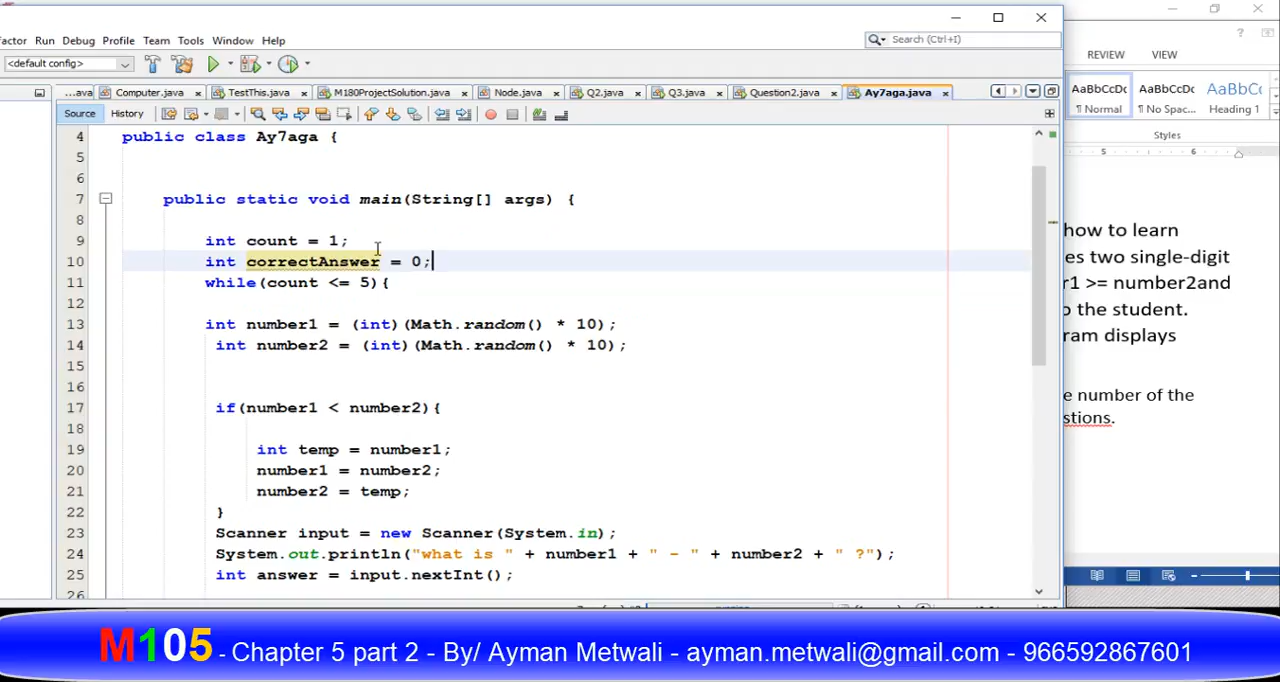 actor Run Debug Profile Team Tools Window Help
Search (Ctrl+I)
<default config>
REVIEW VIEW
...ava Computer.java TestThis.java M180ProjectSolution.java Node.java Q2.java Q3.java Question2.java Ay7aga.java
AaBbCcDc AaBbCcDc AaBbC
¶ Normal ¶ No Spac... Heading 1
Source History
Styles
5 6
4 public class Ay7aga {
5
6
7 public static void main(String[] args) {
8
9 int count = 1;
10 int correctAnswer = 0;
11 while(count <= 5){
12
13 int number1 = (int)(Math.random() * 10);
14 int number2 = (int)(Math.random() * 10);
15
16
17 if(number1 < number2){
18
19 int temp = number1;
20 number1 = number2;
21 number2 = temp;
22 }
23 Scanner input = new Scanner(System.in);
24 System.out.println("what is " + number1 + " - " + number2 + " ?");
25 int answer = input.nextInt();
26
how to learn
es two single-digit
r1 >= number2and
o the student.
ram displays
e number of the
stions.
M105 - Chapter 5 part 2 - By/ Ayman Metwali - ayman.metwali@gmail.com - 966592867601